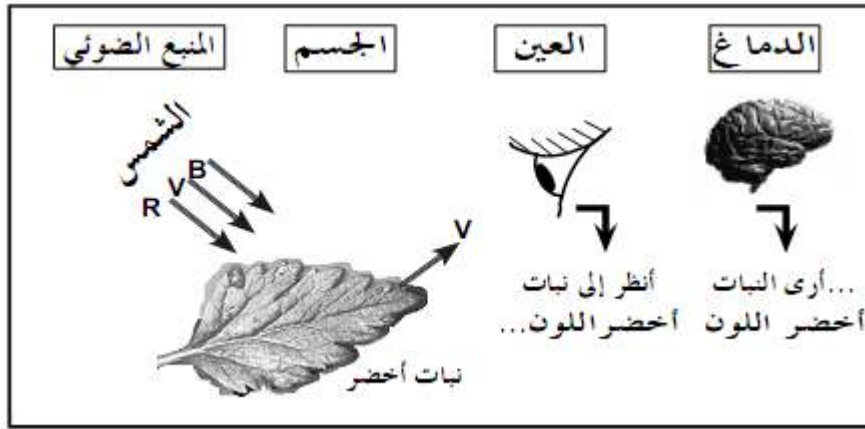 المنبع الضوئي
الجسم
العين
الدماغ
الشمس
R V B
V
نبات أخضر
أنظر إلى نبات
أخضر اللون...
...أرى النبات
أخضر اللون